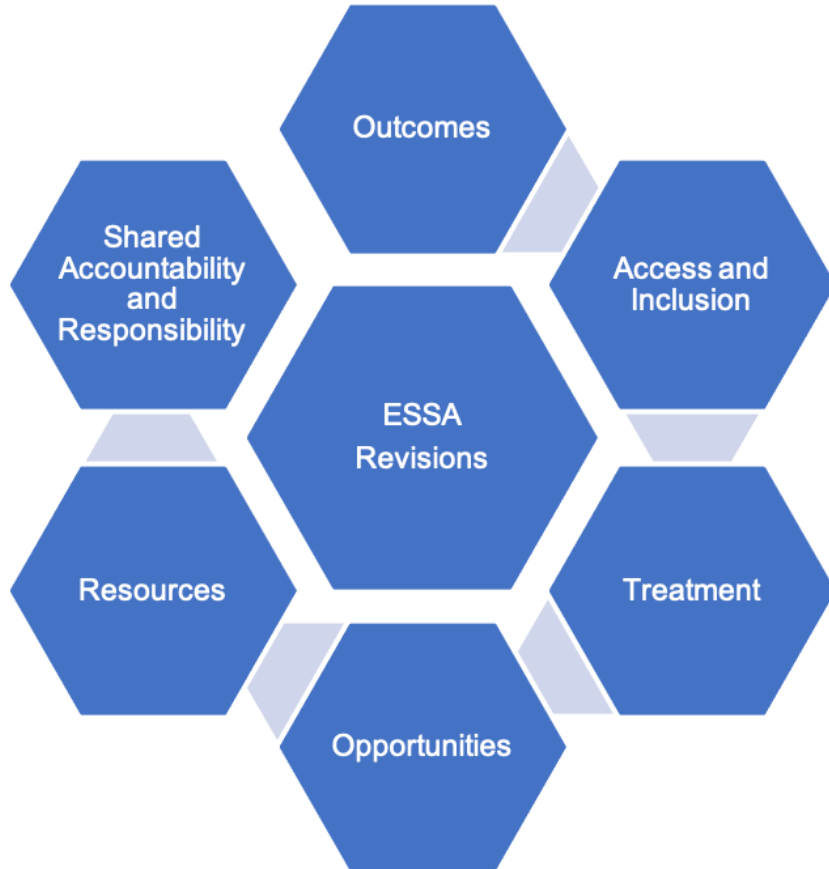 Outcomes
Access and
Inclusion
Treatment
Opportunities
Resources
Shared
Accountability
and
Responsibility
ESSA
Revisions